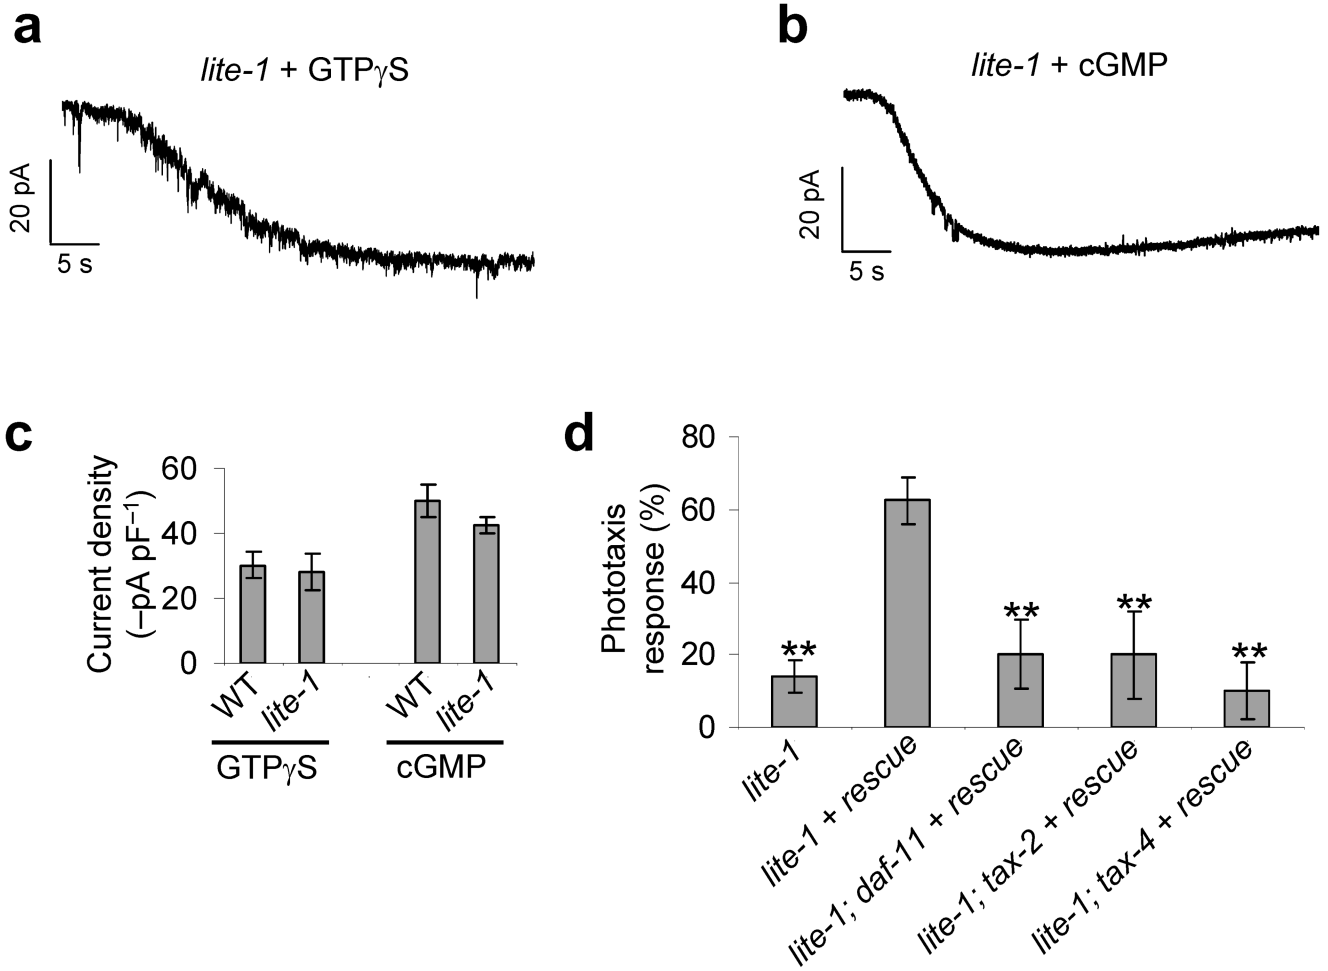 a
lite-1 + GTPγS
20 pA
5 s
b
lite-1 + cGMP
20 pA
5 s
c
Current density
(–pA pF–1)
60
40
20
0
WT
lite-1
WT
lite-1
GTPγS
cGMP
d
Phototaxis
response (%)
80
60
40
20
0
**
**
**
**
lite-1
lite-1 + rescue
lite-1; daf-11 + rescue
lite-1; tax-2 + rescue
lite-1; tax-4 + rescue